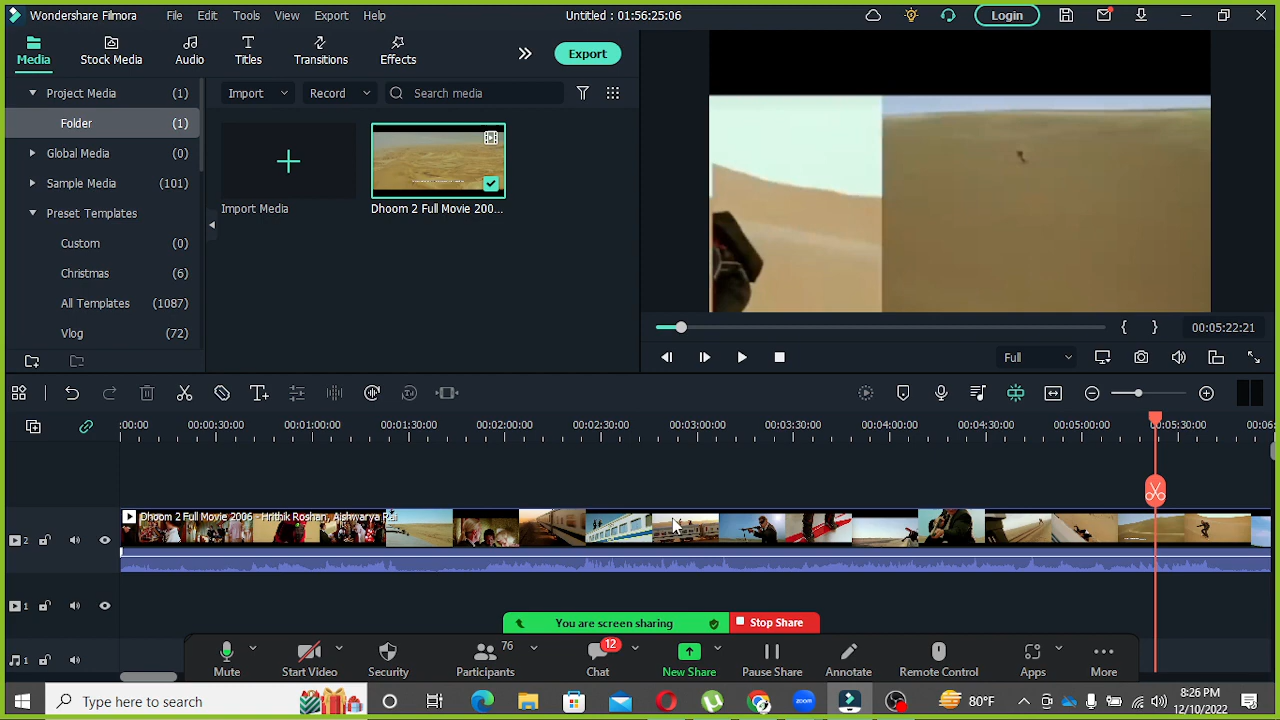 Wondershare Filmora File Edit Tools View Export Help Untitled : 01:56:25:06 Login
Media Stock Media Audio Titles Transitions Effects Export
Project Media (1)
Folder (1)
Global Media (0)
Sample Media (101)
Preset Templates
Custom (0)
Christmas (6)
All Templates (1087)
Vlog (72)
Import Record Search media
Import Media
Dhoom 2 Full Movie 200...
{ } 00:05:22:21
Full
:00:00 00:00:30:00 00:01:00:00 00:01:30:00 00:02:00:00 00:02:30:00 00:03:00:00 00:03:30:00 00:04:00:00 00:04:30:00 00:05:00:00 00:05:30:00 00:06:
Dhoom 2 Full Movie 2006 - Hrithik Roshan, Aishwarya Rai
2
1
1
You are screen sharing Stop Share
Mute Start Video Security Participants 76 Chat 12 New Share Pause Share Annotate Remote Control Apps More
Type here to search
zoom
80°F
8:26 PM
12/10/2022